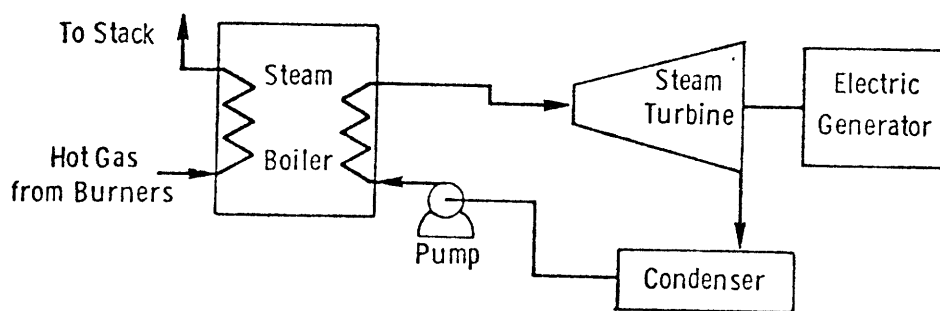 To Stack
Steam
Boiler
Hot Gas
from Burners
Steam
Turbine
Electric
Generator
Pump
Condenser